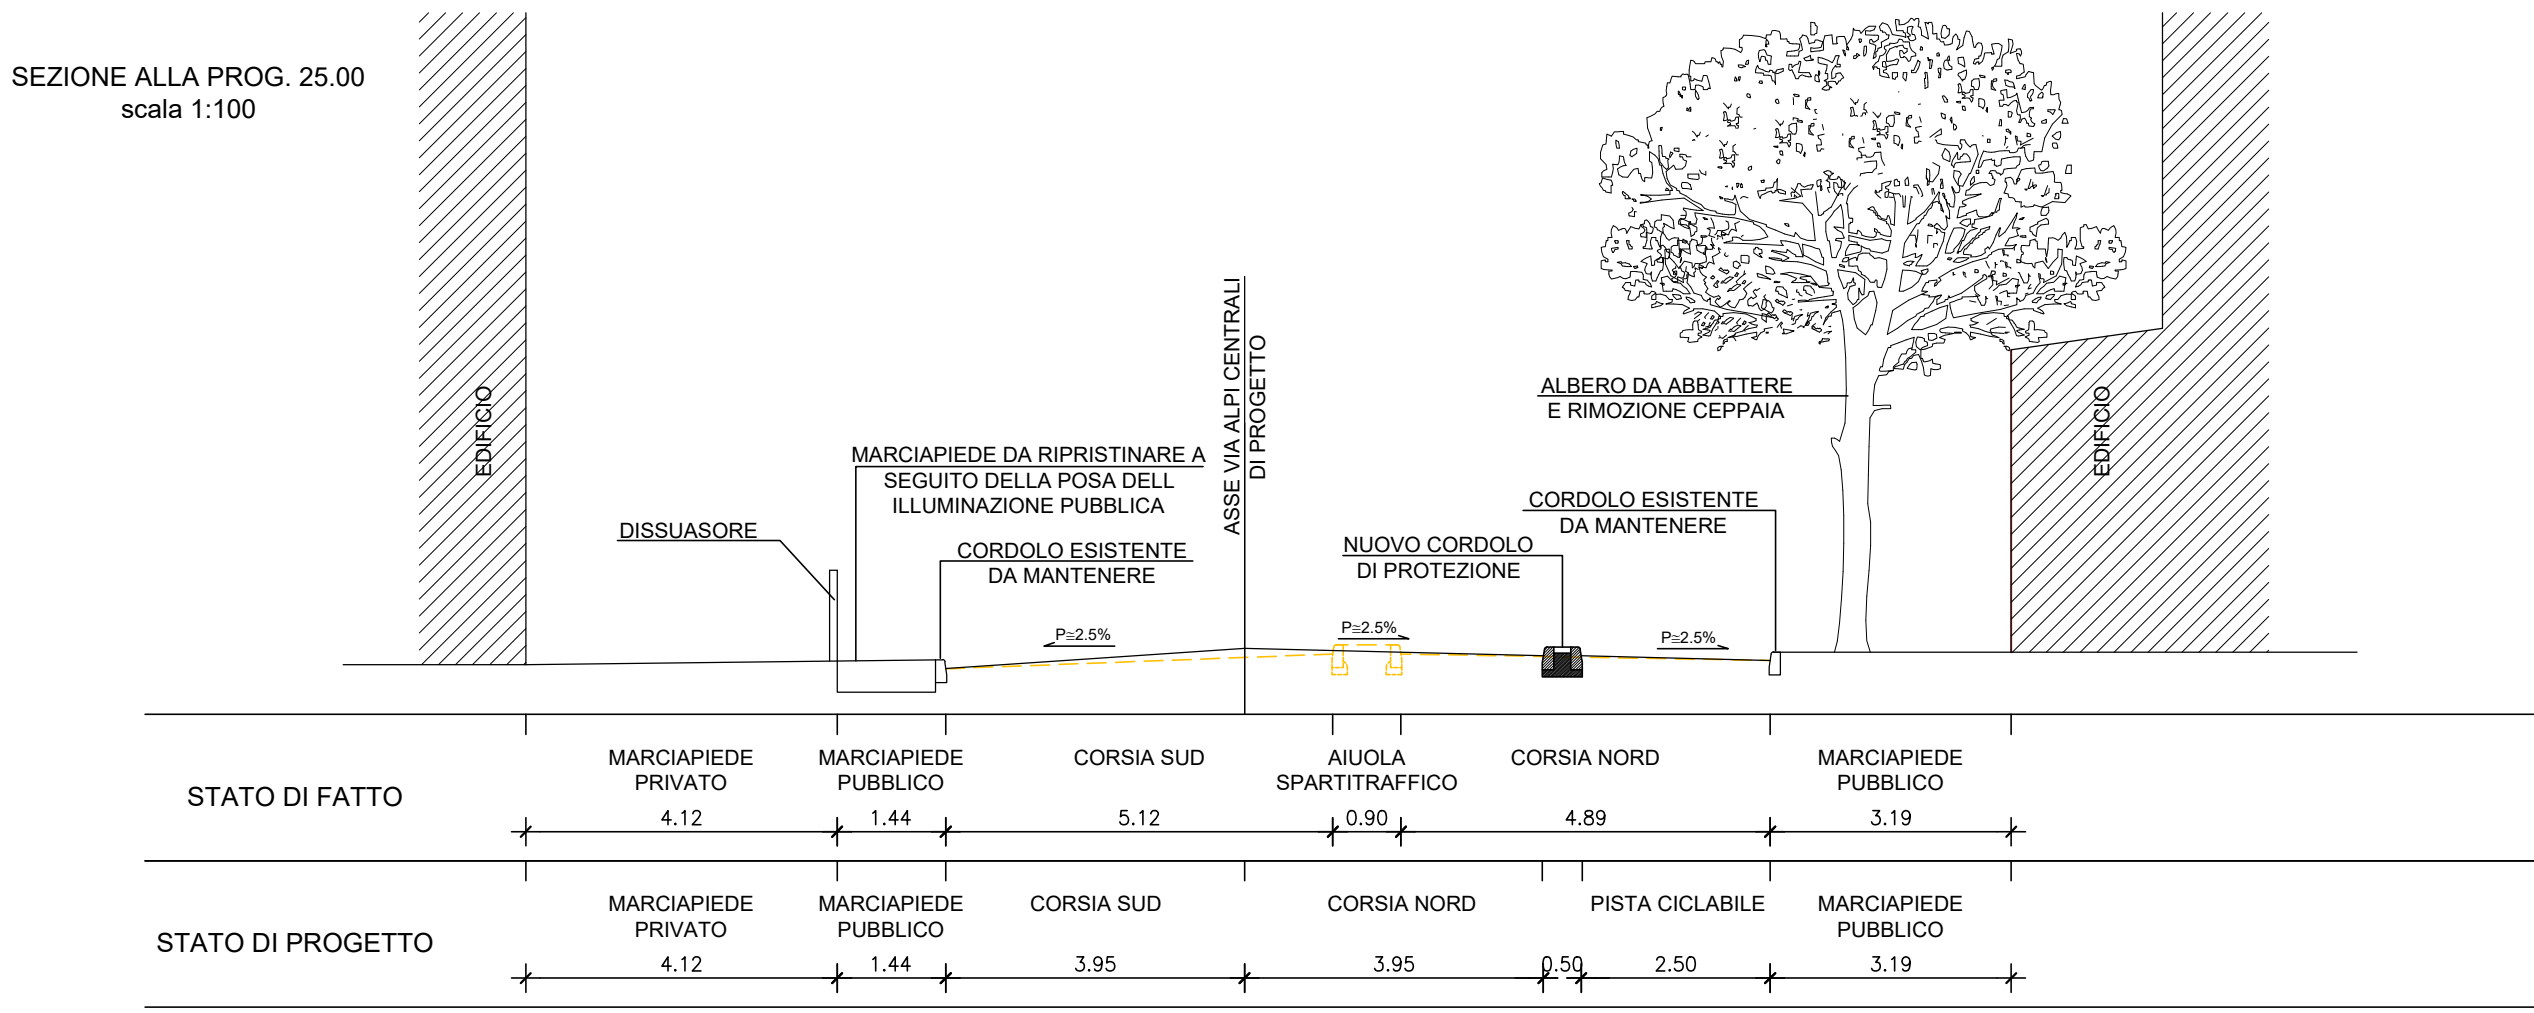 SEZIONE ALLA PROG. 25.00
scala 1:100
EDIFICIO
ASSE VIA ALPI CENTRALI
DI PROGETTO
ALBERO DA ABBATTERE
E RIMOZIONE CEPPAIA
EDIFICIO
MARCIAPIEDE DA RIPRISTINARE A
SEGUITO DELLA POSA DELL
ILLUMINAZIONE PUBBLICA
DISSUASORE
CORDOLO ESISTENTE
DA MANTENERE
NUOVO CORDOLO
DI PROTEZIONE
CORDOLO ESISTENTE
DA MANTENERE
P≅2.5%
P≅2.5%
P≅2.5%
STATO DI FATTO
MARCIAPIEDE
PRIVATO
4.12
MARCIAPIEDE
PUBBLICO
1.44
CORSIA SUD
5.12
AIUOLA
SPARTITRAFFICO
0.90
CORSIA NORD
4.89
MARCIAPIEDE
PUBBLICO
3.19
STATO DI PROGETTO
MARCIAPIEDE
PRIVATO
4.12
MARCIAPIEDE
PUBBLICO
1.44
CORSIA SUD
3.95
CORSIA NORD
3.95
0.50
PISTA CICLABILE
2.50
MARCIAPIEDE
PUBBLICO
3.19